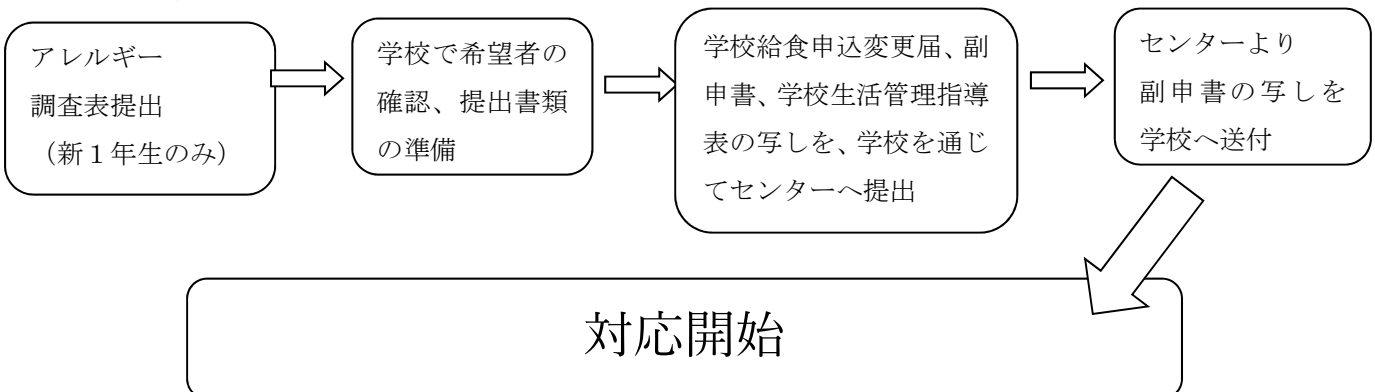 アレルギー
調査表提出
（新１年生のみ）
学校で希望者の
確認、提出書類
の準備
学校給食申込変更届、副
申書、学校生活管理指導
表の写しを、学校を通じ
てセンターへ提出
センターより
副申書の写しを
学校へ送付
対応開始